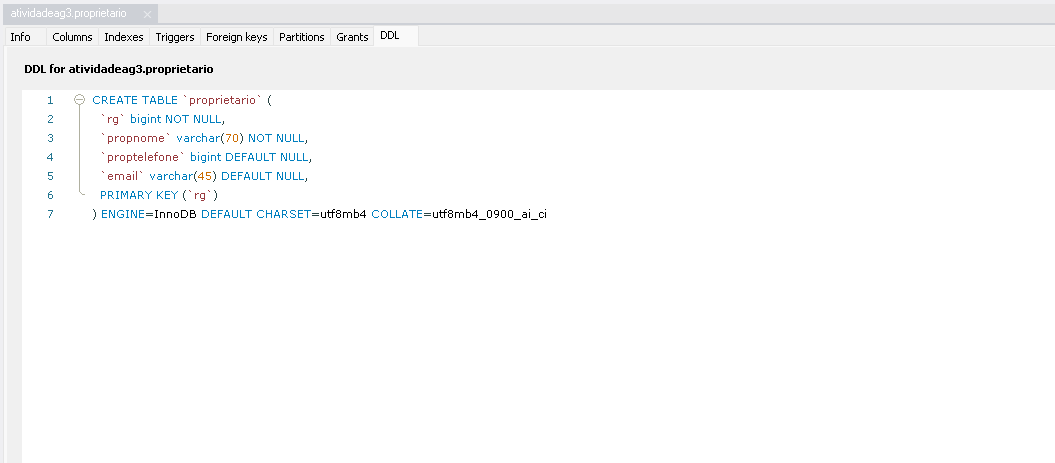 atividadeag3.proprietario ×
Info Columns Indexes Triggers Foreign keys Partitions Grants DDL
DDL for atividadeag3.proprietario
1 CREATE TABLE `proprietario` (
2 `rg` bigint NOT NULL,
3 `propnome` varchar(70) NOT NULL,
4 `proptelefone` bigint DEFAULT NULL,
5 `email` varchar(45) DEFAULT NULL,
6 PRIMARY KEY (`rg`)
7 ) ENGINE=InnoDB DEFAULT CHARSET=utf8mb4 COLLATE=utf8mb4_0900_ai_ci